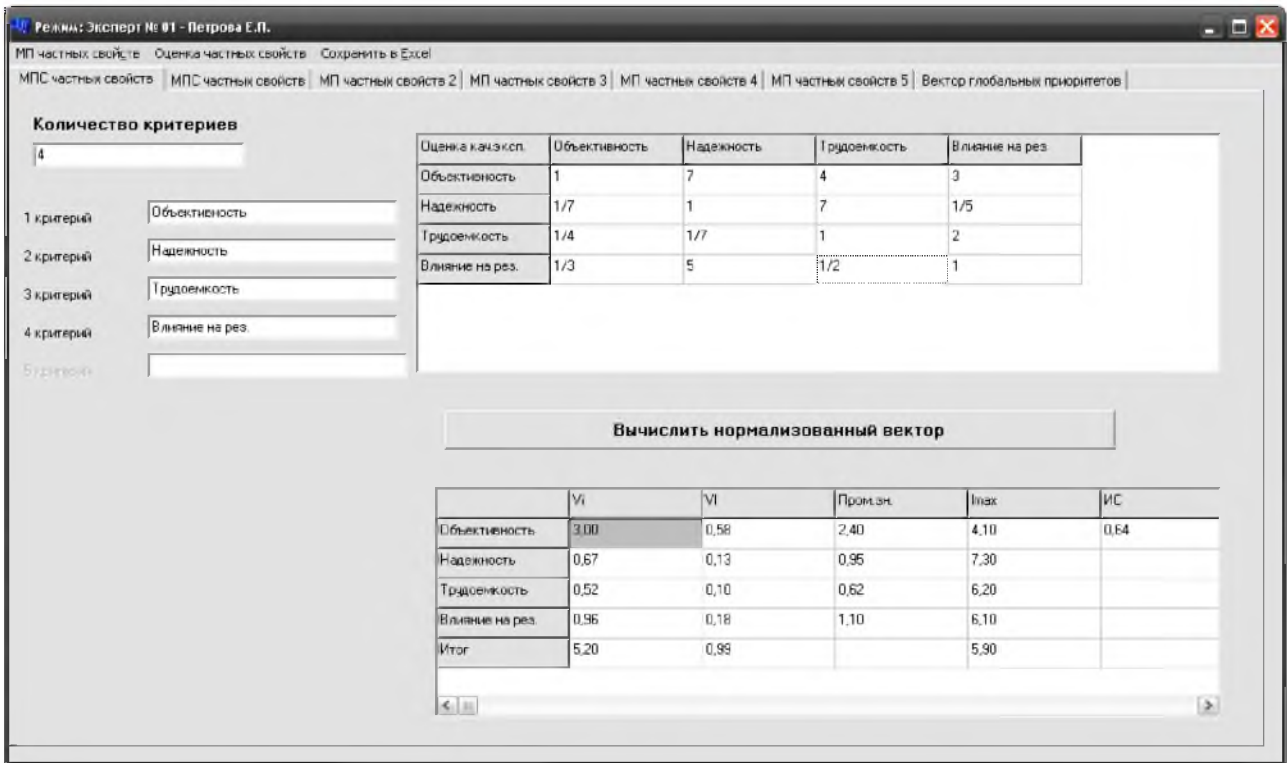 Режим: Эксперт № 01 - Петрова Е.П.
МП частных свойств Оценка частных свойств Сохранить в Excel
МПС частных свойств МПС частных свойств МП частных свойств 2 МП частных свойств 3 МП частных свойств 4 МП частных свойств 5 Вектор глобальных приоритетов
Количество критериев
4
1 критерий Объективность
2 критерий Надежность
3 критерий Трудоемкость
4 критерий Влияние на рез.
5 критерий
Оценка кач.эксп. Объективность Надежность Трудоемкость Влияние на рез.
Объективность 1 7 4 3
Надежность 1/7 1 7 1/5
Трудоемкость 1/4 1/7 1 2
Влияние на рез. 1/3 5 1/2 1
Вычислить нормализованный вектор
Vi VI Пром.зн. lmax ИС
Объективность 3,00 0,58 2,40 4,10 0,64
Надежность 0,67 0,13 0,95 7,30
Трудоемкость 0,52 0,10 0,62 6,20
Влияние на рез. 0,96 0,18 1,10 6,10
Итог 5,20 0,99 5,90